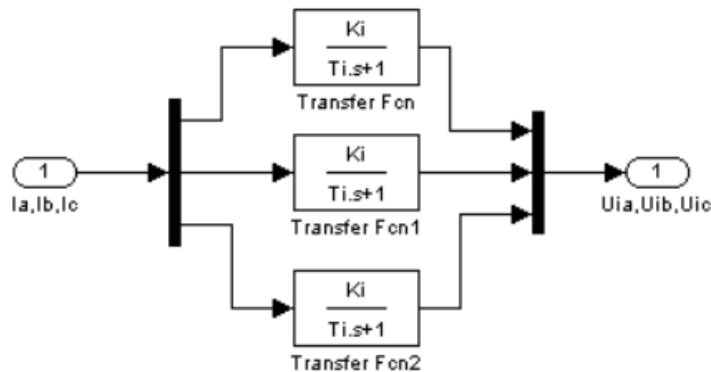 Ki
Ti.s+1
Transfer Fcn
1
Ia,Ib,Ic
Ki
Ti.s+1
Transfer Fcn1
1
Uia,Uib,Uic
Ki
Ti.s+1
Transfer Fcn2